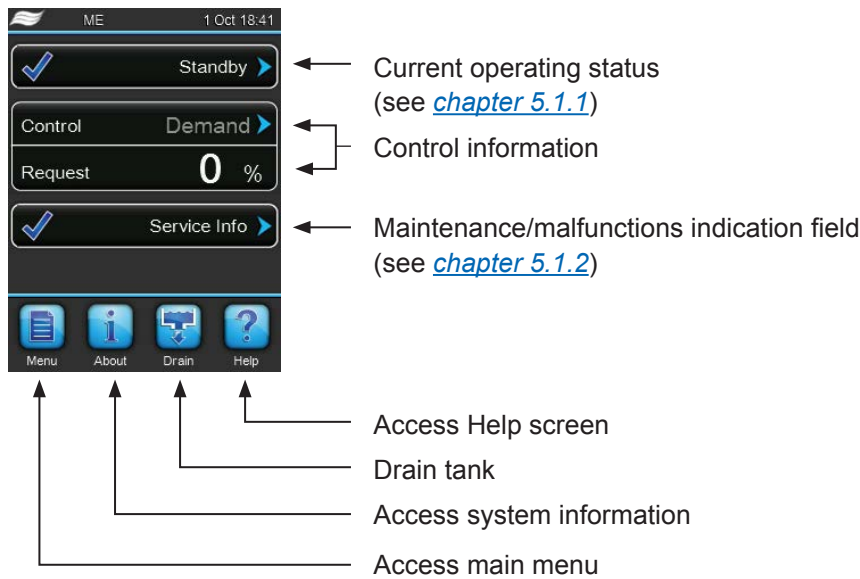 ME 1 Oct 18:41
Standby
Control Demand
Request 0 %
Service Info
Menu About Drain Help
Current operating status
(see chapter 5.1.1)
Control information
Maintenance/malfunctions indication field
(see chapter 5.1.2)
Access Help screen
Drain tank
Access system information
Access main menu